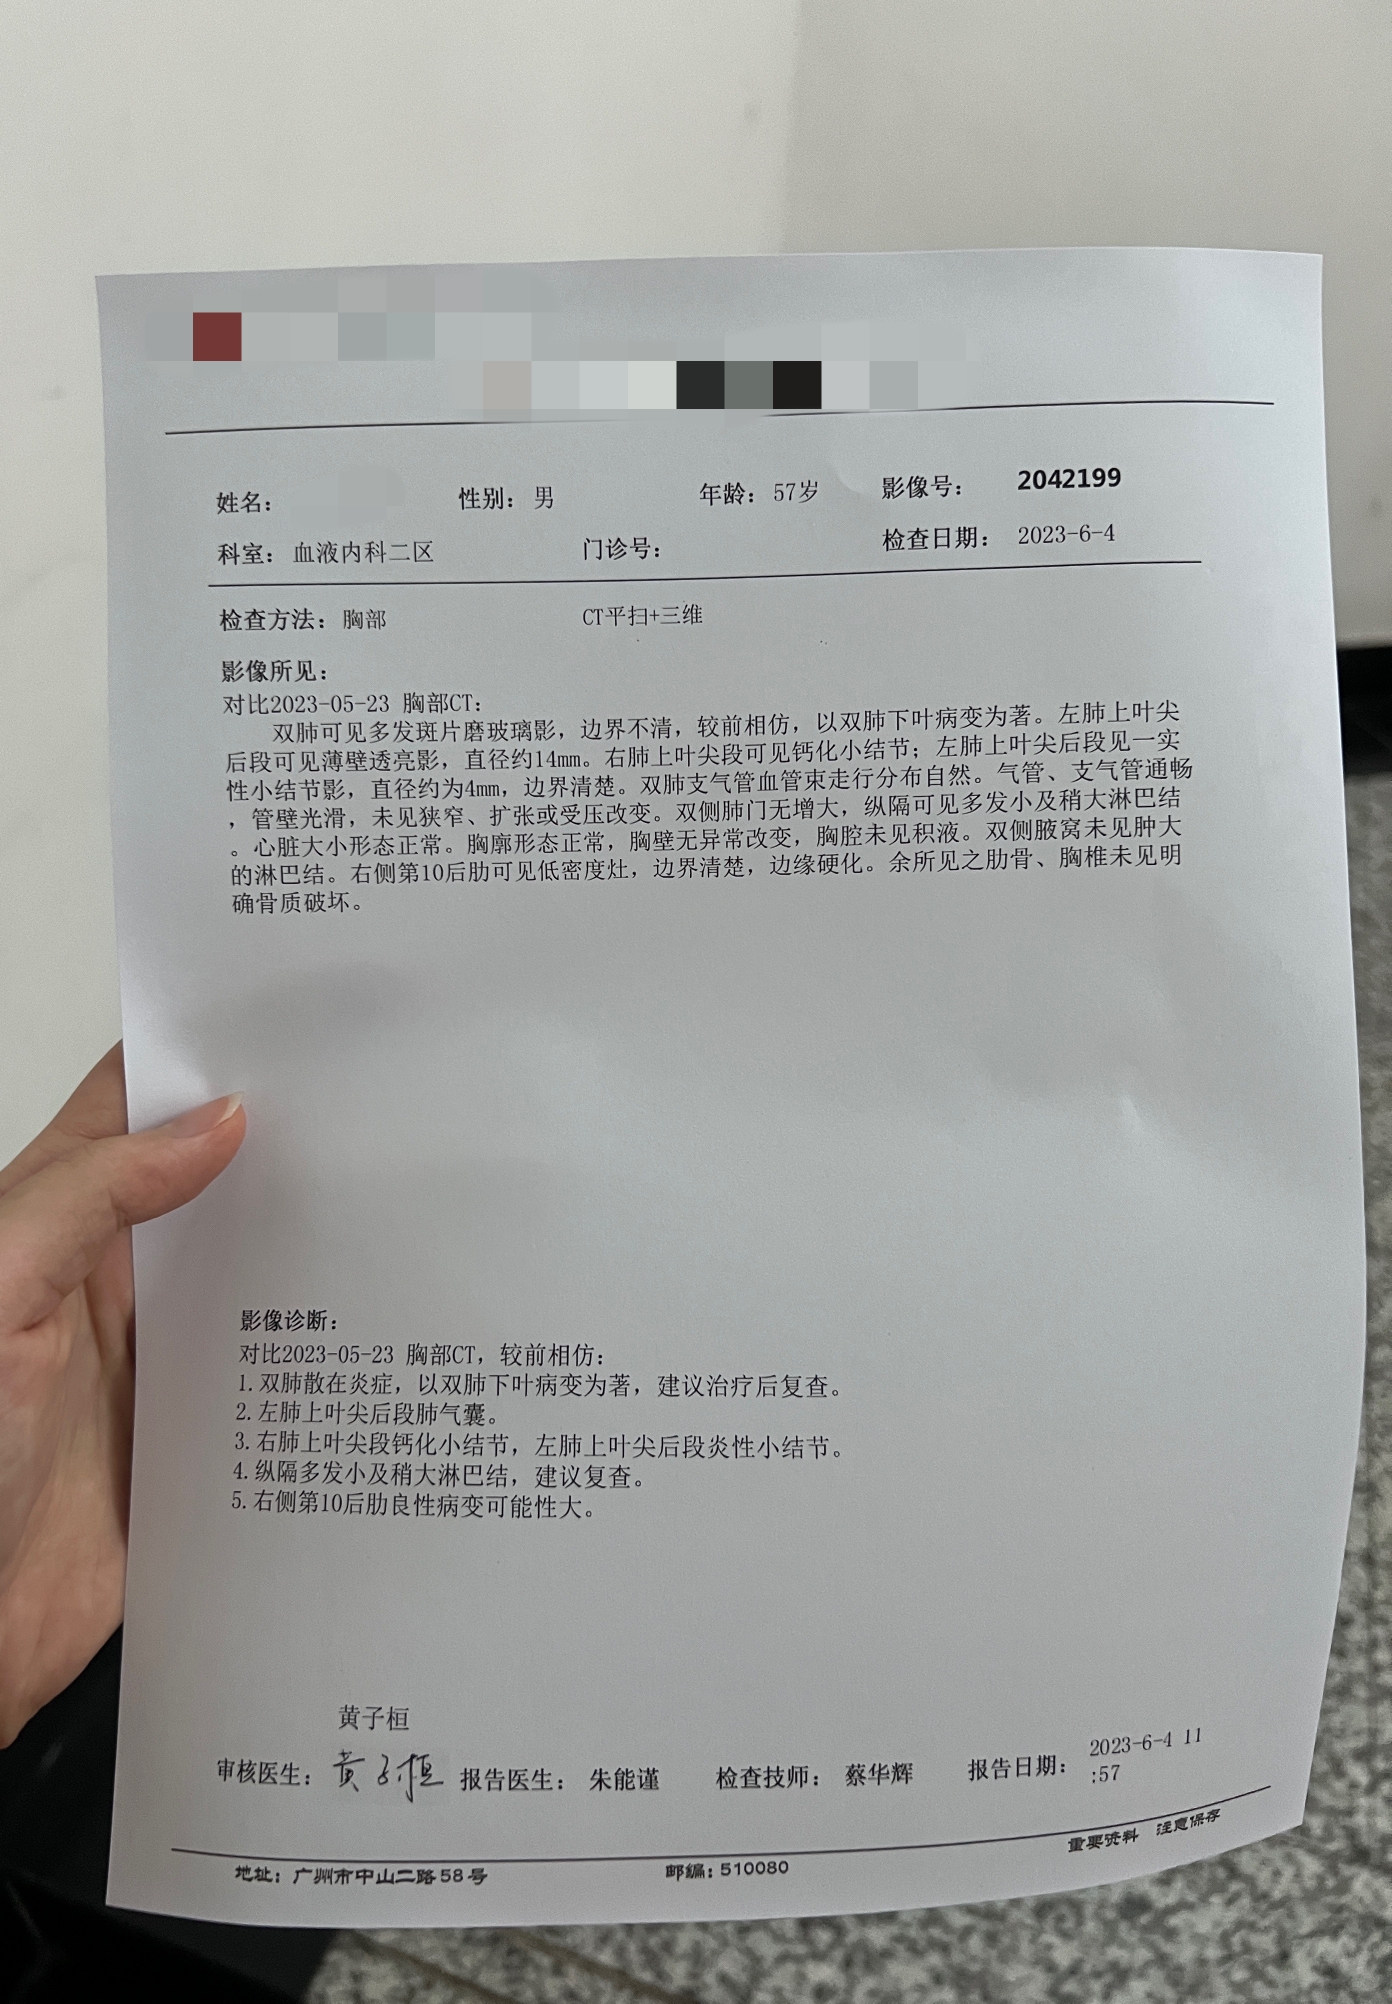 姓名：
性别：男
年龄：57岁
影像号：2042199
科室：血液内科二区
门诊号：
检查日期：2023-6-4
检查方法：胸部 CT平扫+三维
影像所见：
对比2023-05-23 胸部CT：
双肺可见多发斑片磨玻璃影，边界不清，较前相仿，以双肺下叶病变为著。左肺上叶尖
后段可见薄壁透亮影，直径约14mm。右肺上叶尖段可见钙化小结节；左肺上叶尖后段见一实
性小结节影，直径约为4mm，边界清楚。双肺支气管血管束走行分布自然。气管、支气管通畅
，管壁光滑，未见狭窄、扩张或受压改变。双侧肺门无增大，纵隔可见多发小及稍大淋巴结
。心脏大小形态正常。胸廓形态正常，胸壁无异常改变，胸腔未见积液。双侧腋窝未见肿大
的淋巴结。右侧第10后肋可见低密度灶，边界清楚，边缘硬化。余所见之肋骨、胸椎未见明
确骨质破坏。
影像诊断：
对比2023-05-23 胸部CT，较前相仿：
1.双肺散在炎症，以双肺下叶病变为著，建议治疗后复查。
2.左肺上叶尖后段肺气囊。
3.右肺上叶尖段钙化小结节，左肺上叶尖后段炎性小结节。
4.纵隔多发小及稍大淋巴结，建议复查。
5.右侧第10后肋良性病变可能性大。
黄子桓
审核医生：黄子桓 报告医生：朱能谨 检查技师：蔡华辉 报告日期：2023-6-4 11
:57
重要资料 注意保存
地址：广州市中山二路58号 邮编：510080